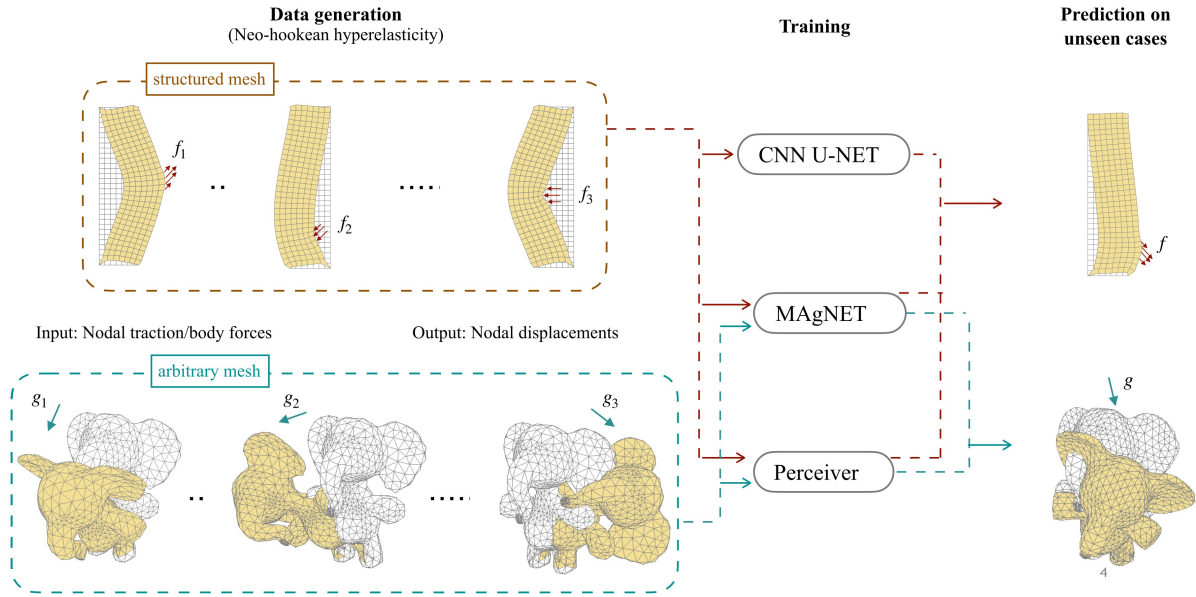 Data generation
(Neo-hookean hyperelasticity)
Training
Prediction on
unseen cases
structured mesh
f1
f2
f3
CNN U-NET
f
Input: Nodal traction/body forces
Output: Nodal displacements
MAgNET
arbitrary mesh
g1
g2
g3
g
Perceiver
4